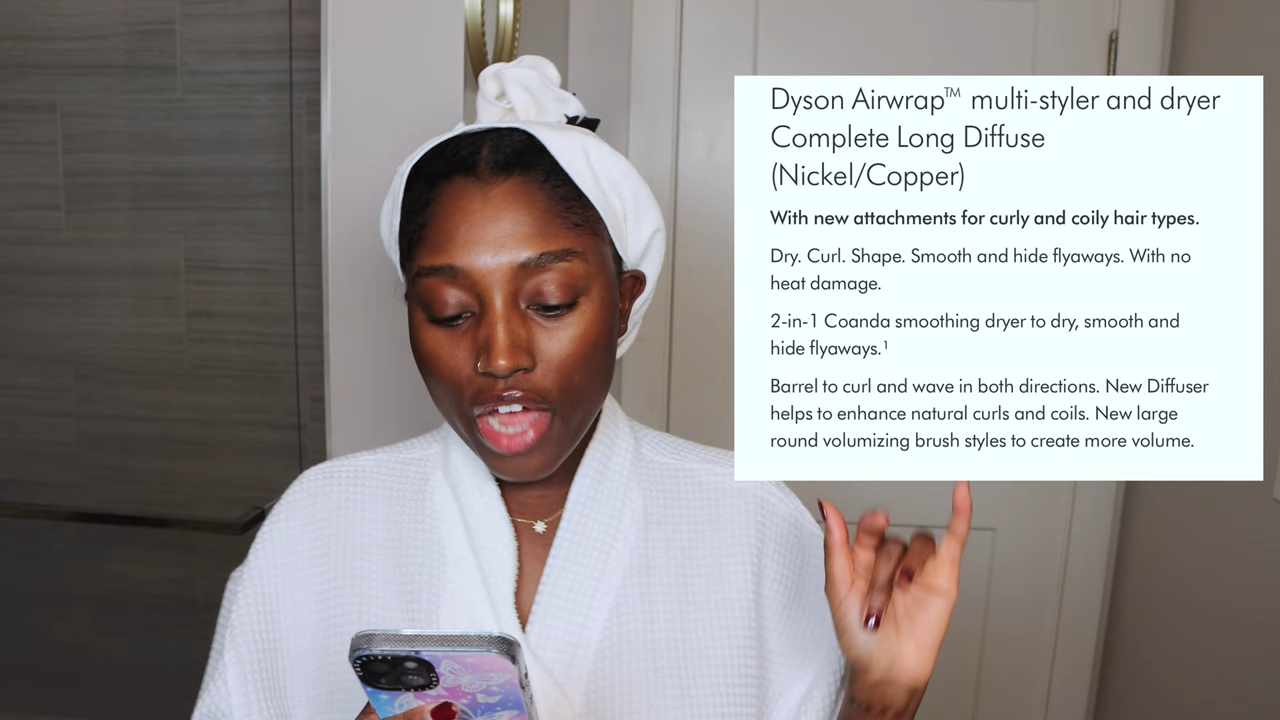 Dyson Airwrap™ multi-styler and dryer
Complete Long Diffuse
(Nickel/Copper)
With new attachments for curly and coily hair types.
Dry. Curl. Shape. Smooth and hide flyaways. With no
heat damage.
2-in-1 Coanda smoothing dryer to dry, smooth and
hide flyaways.¹
Barrel to curl and wave in both directions. New Diffuser
helps to enhance natural curls and coils. New large
round volumizing brush styles to create more volume.